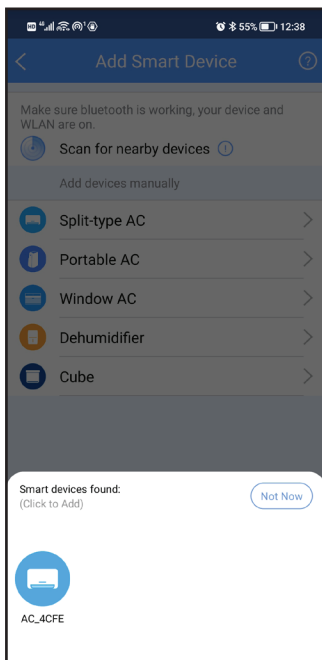 HD 4G 55% 12:38
Add Smart Device
Make sure bluetooth is working, your device and
WLAN are on.
Scan for nearby devices
Add devices manually
Split-type AC
Portable AC
Window AC
Dehumidifier
Cube
Smart devices found:
(Click to Add)
Not Now
AC_4CFE